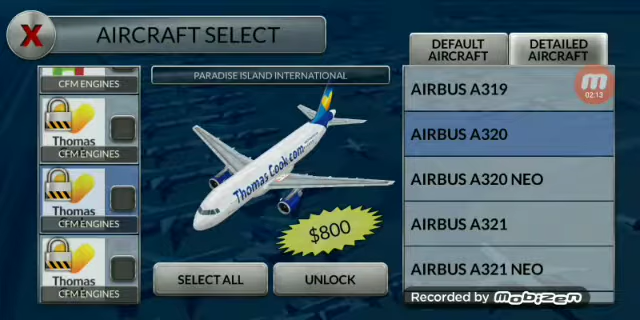 X
AIRCRAFT SELECT
DEFAULT
AIRCRAFT
DETAILED
AIRCRAFT
CFM ENGINES
Thomas
CFM ENGINES
Thomas
CFM ENGINES
Thomas
CFM ENGINES
PARADISE ISLAND INTERNATIONAL
Thomas Cook.com
$800
SELECT ALL
UNLOCK
AIRBUS A319
AIRBUS A320
AIRBUS A320 NEO
AIRBUS A321
AIRBUS A321 NEO
02:13
Recorded by Mobizen